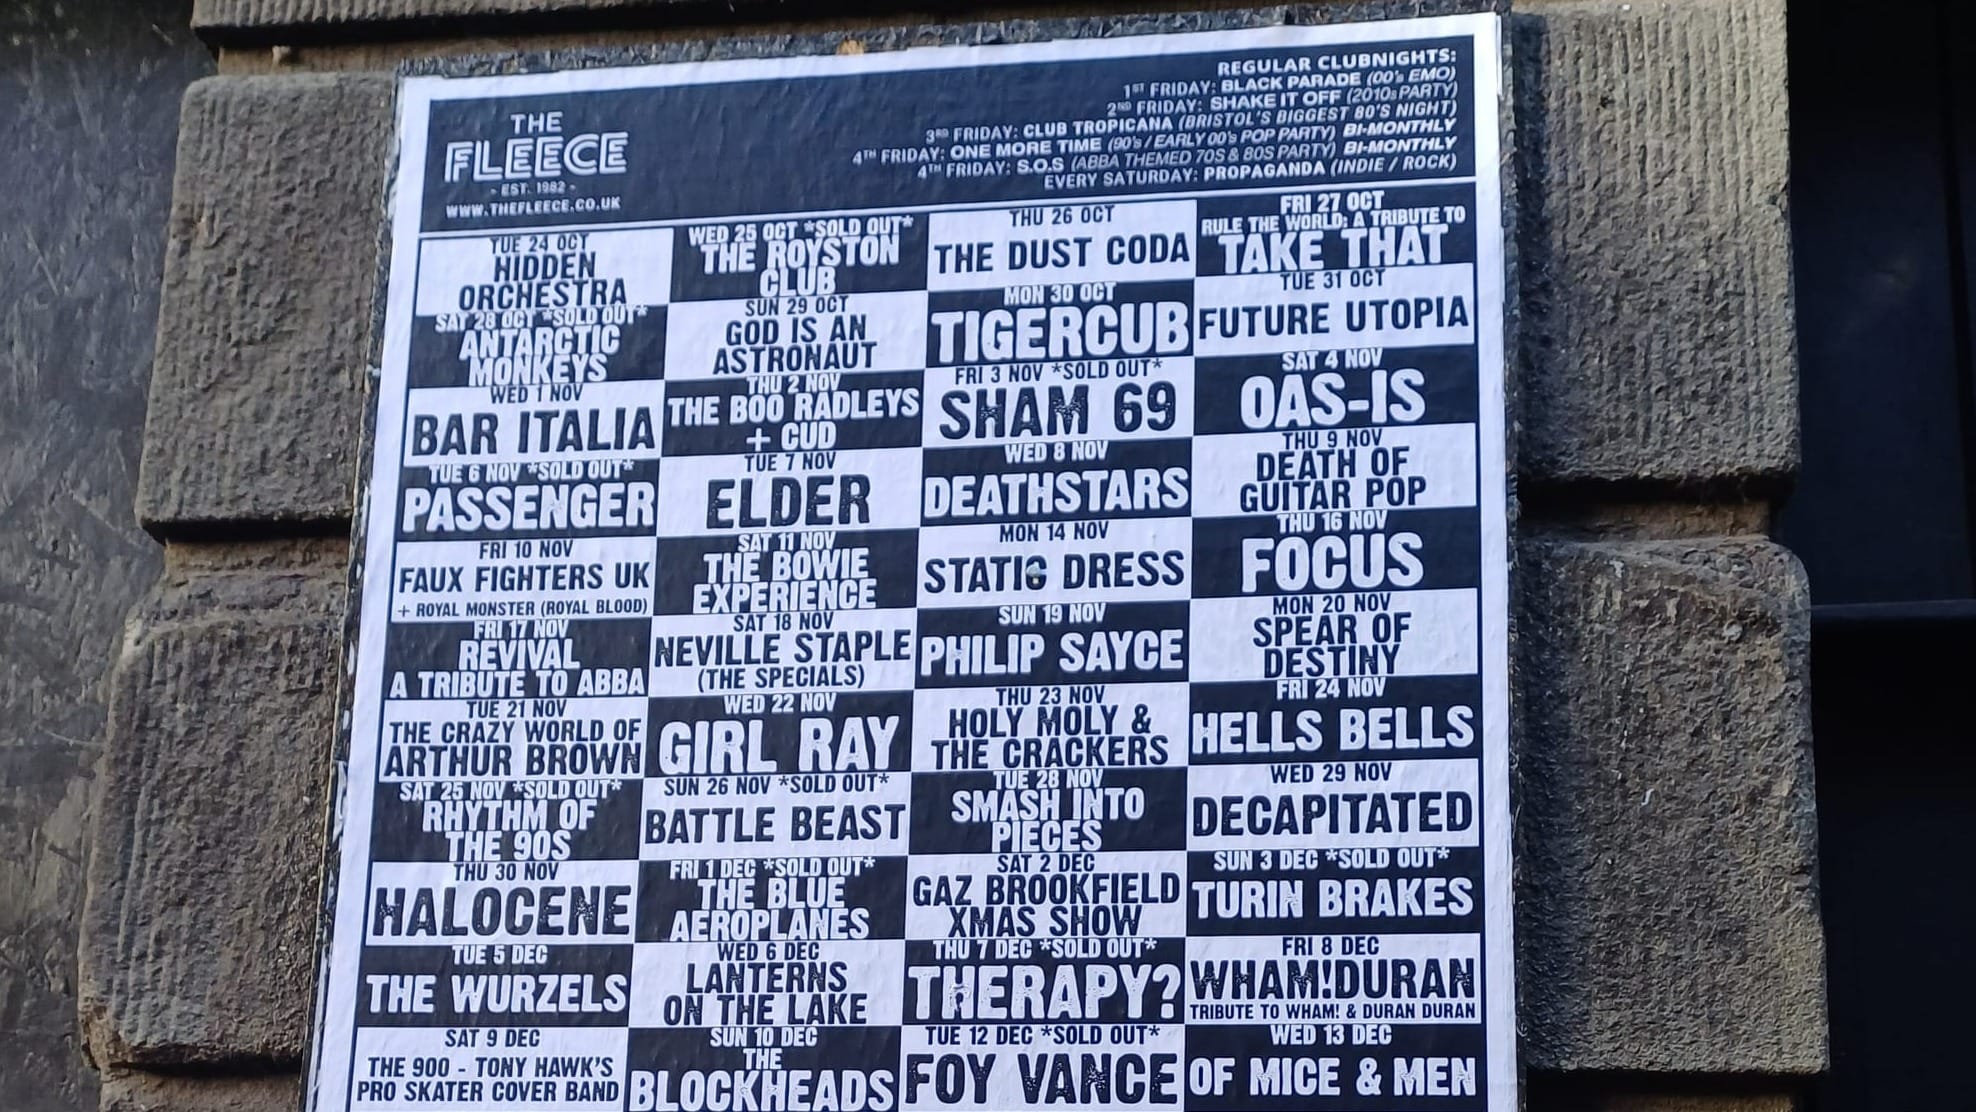 THE
FLEECE
- EST. 1982 -
WWW.THEFLEECE.CO.UK
REGULAR CLUBNIGHTS:
1ST FRIDAY: BLACK PARADE (00's EMO)
2ND FRIDAY: SHAKE IT OFF (2010s PARTY)
3RD FRIDAY: CLUB TROPICANA (BRISTOL'S BIGGEST 80'S NIGHT)
4TH FRIDAY: ONE MORE TIME (90's / EARLY 00's POP PARTY) BI-MONTHLY
4TH FRIDAY: S.O.S (ABBA THEMED 70S & 80S PARTY) BI-MONTHLY
EVERY SATURDAY: PROPAGANDA (INDIE / ROCK)
TUE 24 OCT
HIDDEN
ORCHESTRA
WED 25 OCT *SOLD OUT*
THE ROYSTON
CLUB
THU 26 OCT
THE DUST CODA
FRI 27 OCT
RULE THE WORLD: A TRIBUTE TO
TAKE THAT
SAT 28 OCT *SOLD OUT*
ANTARCTIC
MONKEYS
SUN 29 OCT
GOD IS AN
ASTRONAUT
MON 30 OCT
TIGERCUB
TUE 31 OCT
FUTURE UTOPIA
WED 1 NOV
BAR ITALIA
THU 2 NOV
THE BOO RADLEYS
+ CUD
FRI 3 NOV *SOLD OUT*
SHAM 69
SAT 4 NOV
OAS-IS
TUE 6 NOV *SOLD OUT*
PASSENGER
TUE 7 NOV
ELDER
WED 8 NOV
DEATHSTARS
THU 9 NOV
DEATH OF
GUITAR POP
FRI 10 NOV
FAUX FIGHTERS UK
+ ROYAL MONSTER (ROYAL BLOOD)
SAT 11 NOV
THE BOWIE
EXPERIENCE
MON 14 NOV
STATIC DRESS
THU 16 NOV
FOCUS
FRI 17 NOV
REVIVAL
A TRIBUTE TO ABBA
SAT 18 NOV
NEVILLE STAPLE
(THE SPECIALS)
SUN 19 NOV
PHILIP SAYCE
MON 20 NOV
SPEAR OF
DESTINY
TUE 21 NOV
THE CRAZY WORLD OF
ARTHUR BROWN
WED 22 NOV
GIRL RAY
THU 23 NOV
HOLY MOLY &
THE CRACKERS
FRI 24 NOV
HELLS BELLS
SAT 25 NOV *SOLD OUT*
RHYTHM OF
THE 90S
SUN 26 NOV *SOLD OUT*
BATTLE BEAST
TUE 28 NOV
SMASH INTO
PIECES
WED 29 NOV
DECAPITATED
THU 30 NOV
HALOCENE
FRI 1 DEC *SOLD OUT*
THE BLUE
AEROPLANES
SAT 2 DEC
GAZ BROOKFIELD
XMAS SHOW
SUN 3 DEC *SOLD OUT*
TURIN BRAKES
TUE 5 DEC
THE WURZELS
WED 6 DEC
LANTERNS
ON THE LAKE
THU 7 DEC *SOLD OUT*
THERAPY?
FRI 8 DEC
WHAM!DURAN
TRIBUTE TO WHAM! & DURAN DURAN
SAT 9 DEC
THE 900 - TONY HAWK'S
PRO SKATER COVER BAND
SUN 10 DEC
THE
BLOCKHEADS
TUE 12 DEC *SOLD OUT*
FOY VANCE
WED 13 DEC
OF MICE & MEN